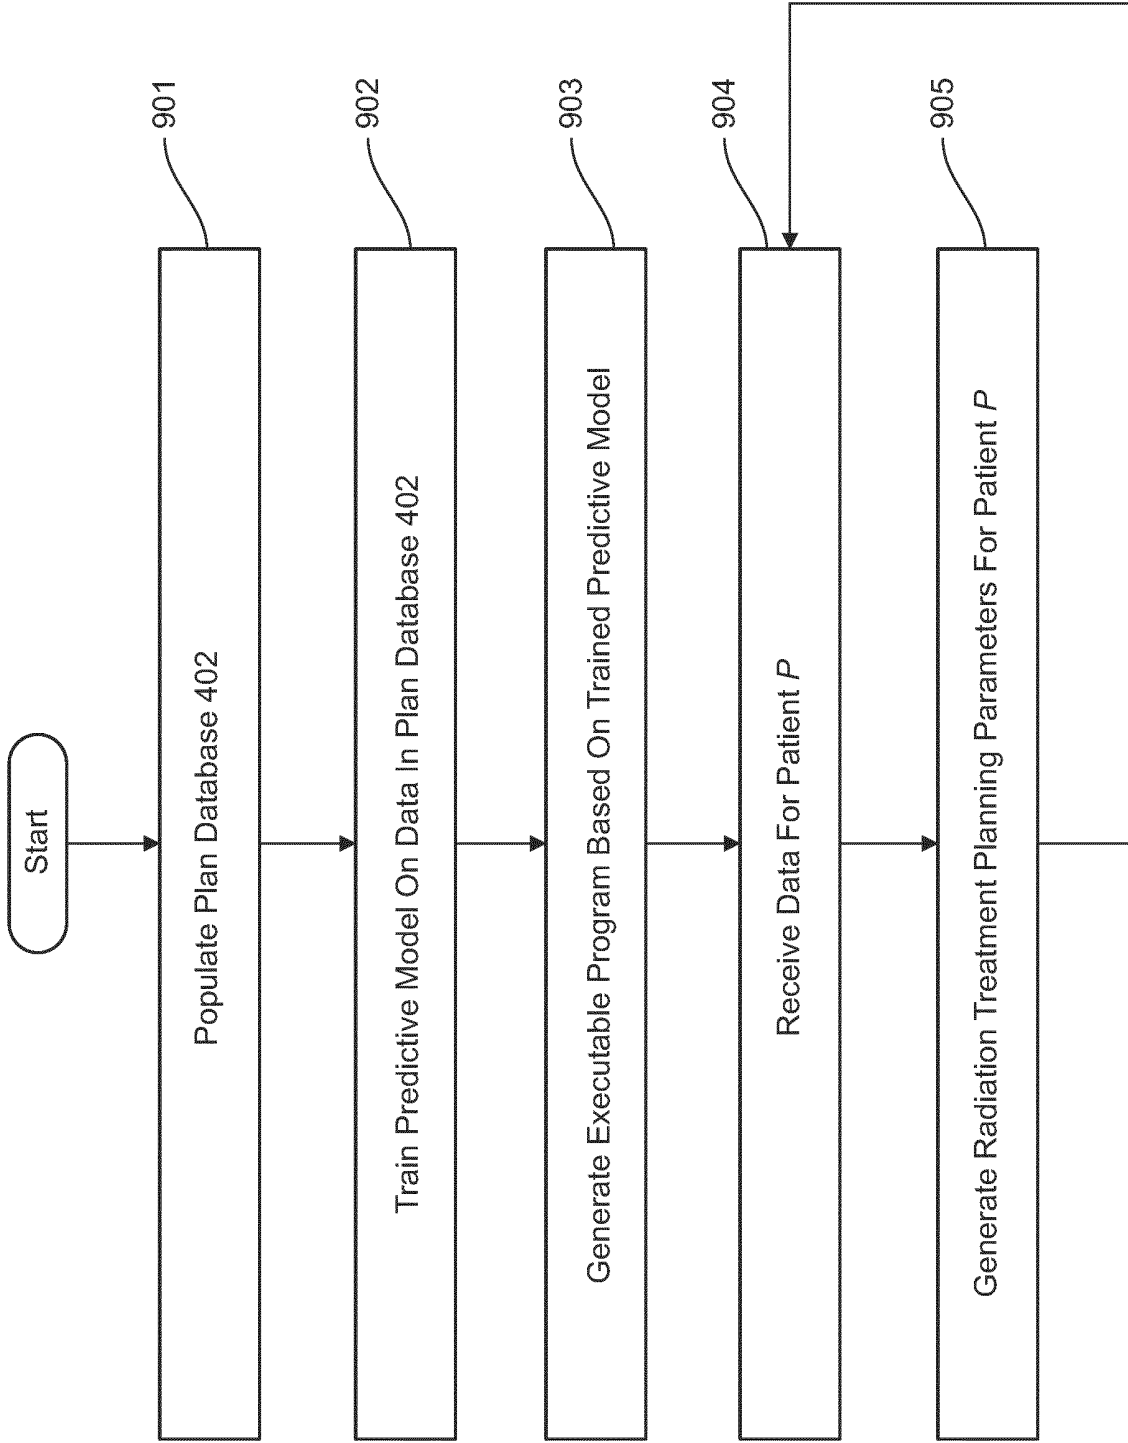 Start
Populate Plan Database 402
901
Train Predictive Model On Data In Plan Database 402
902
Generate Executable Program Based On Trained Predictive Model
903
Receive Data For Patient P
904
Generate Radiation Treatment Planning Parameters For Patient P
905